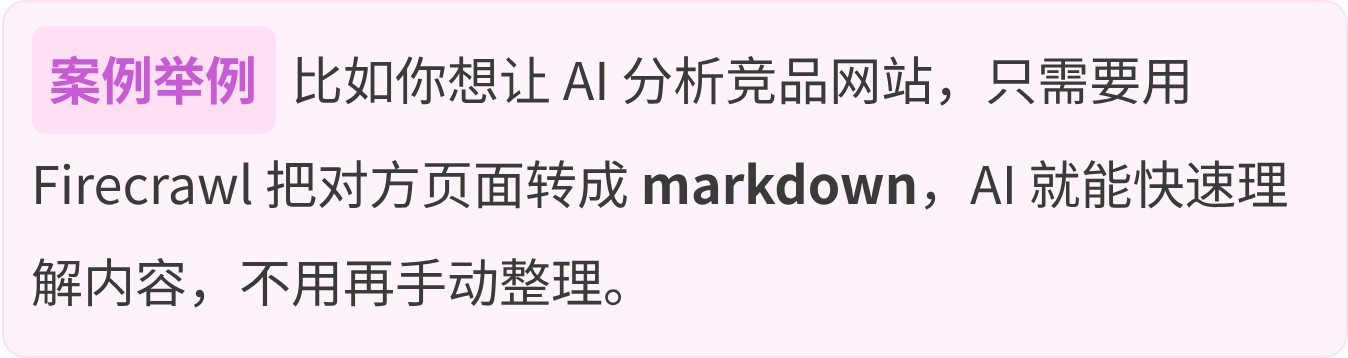 案例举例 比如你想让 AI 分析竞品网站，只需要用
Firecrawl 把对方页面转成 markdown，AI 就能快速理
解内容，不用再手动整理。